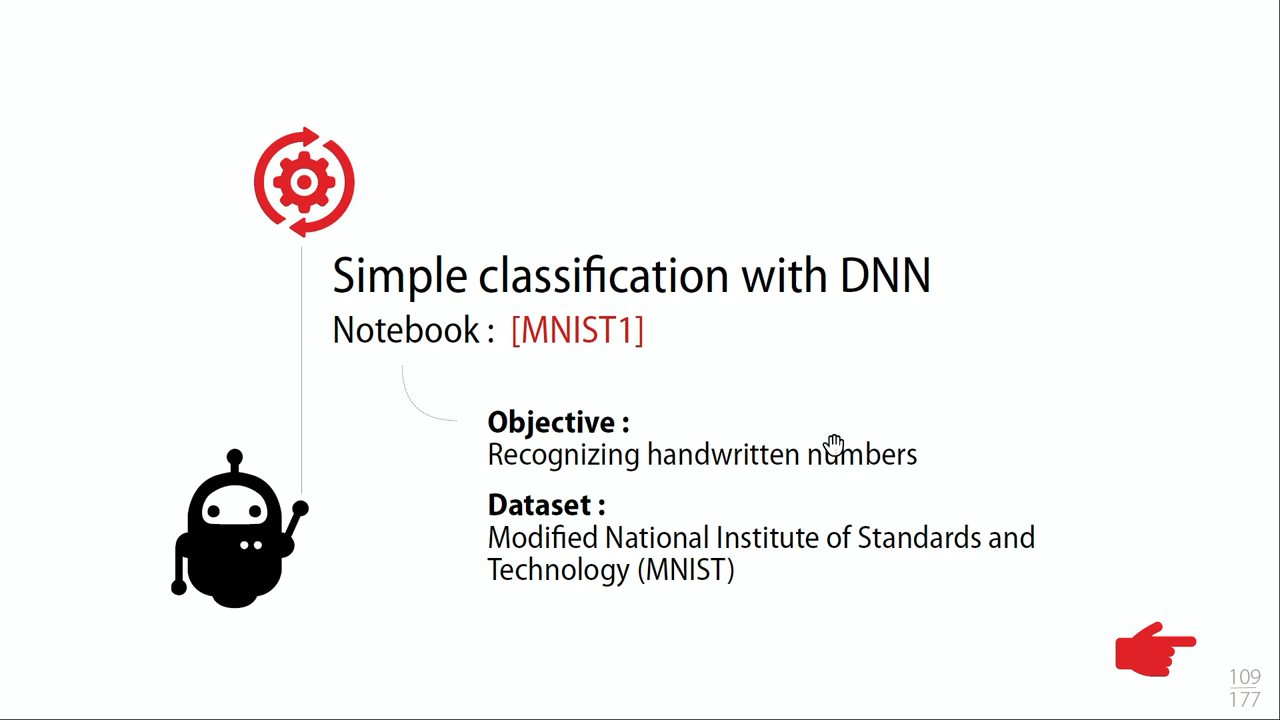 Simple classification with DNN
Notebook : [MNIST1]
Objective :
Recognizing handwritten numbers
Dataset :
Modified National Institute of Standards and
Technology (MNIST)
109
177